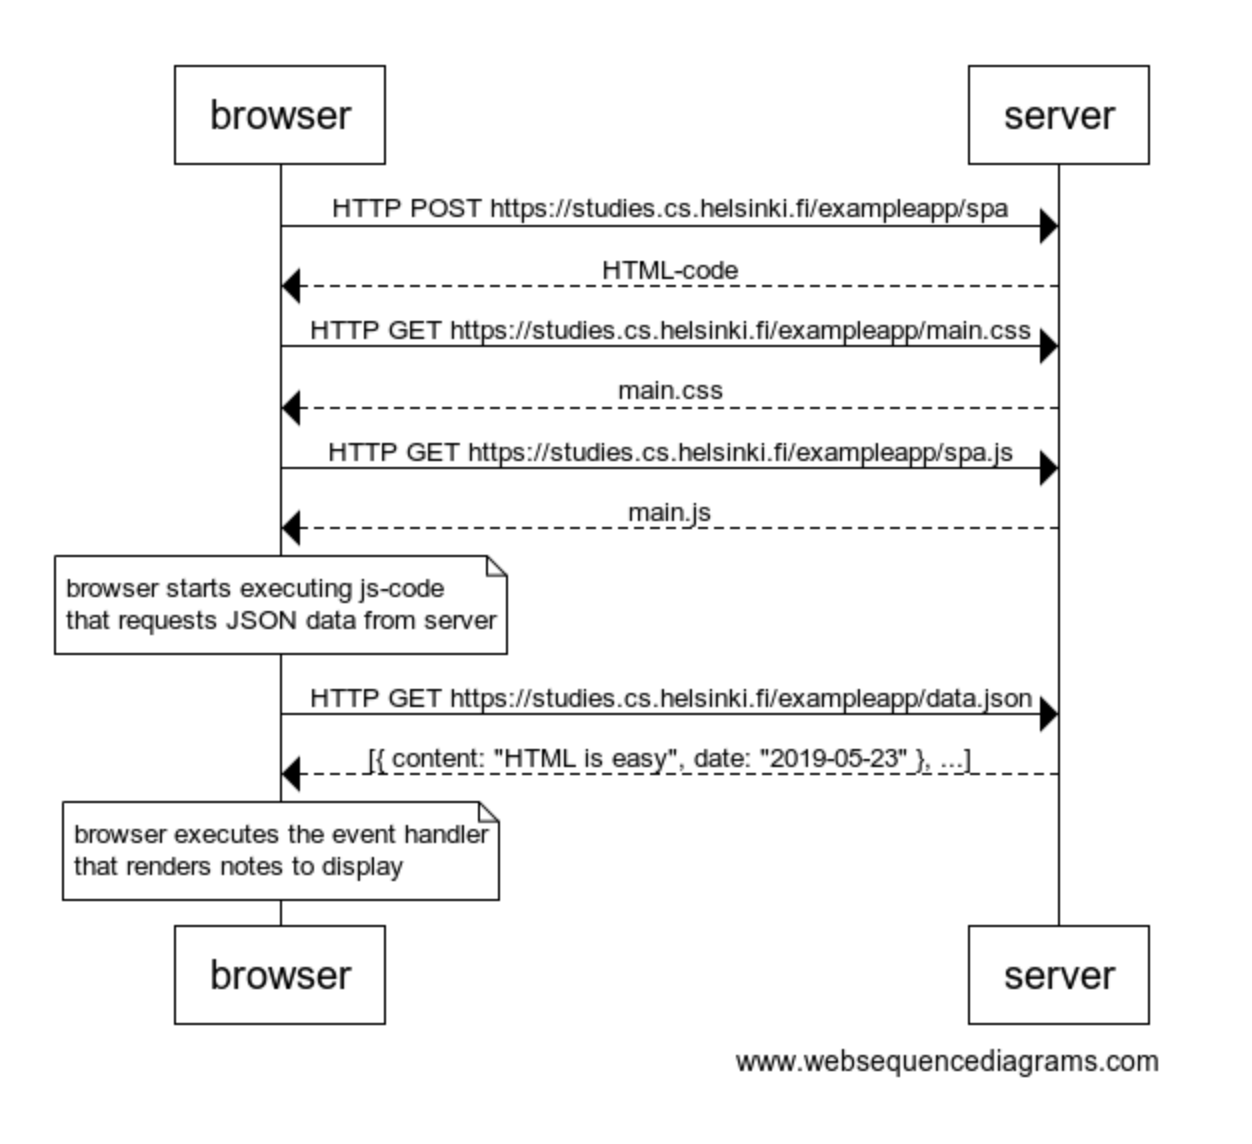 browser
server
HTTP POST https://studies.cs.helsinki.fi/exampleapp/spa
HTML-code
HTTP GET https://studies.cs.helsinki.fi/exampleapp/main.css
main.css
HTTP GET https://studies.cs.helsinki.fi/exampleapp/spa.js
main.js
browser starts executing js-code
that requests JSON data from server
HTTP GET https://studies.cs.helsinki.fi/exampleapp/data.json
[{ content: "HTML is easy", date: "2019-05-23" }, ...]
browser executes the event handler
that renders notes to display
browser
server
www.websequencediagrams.com